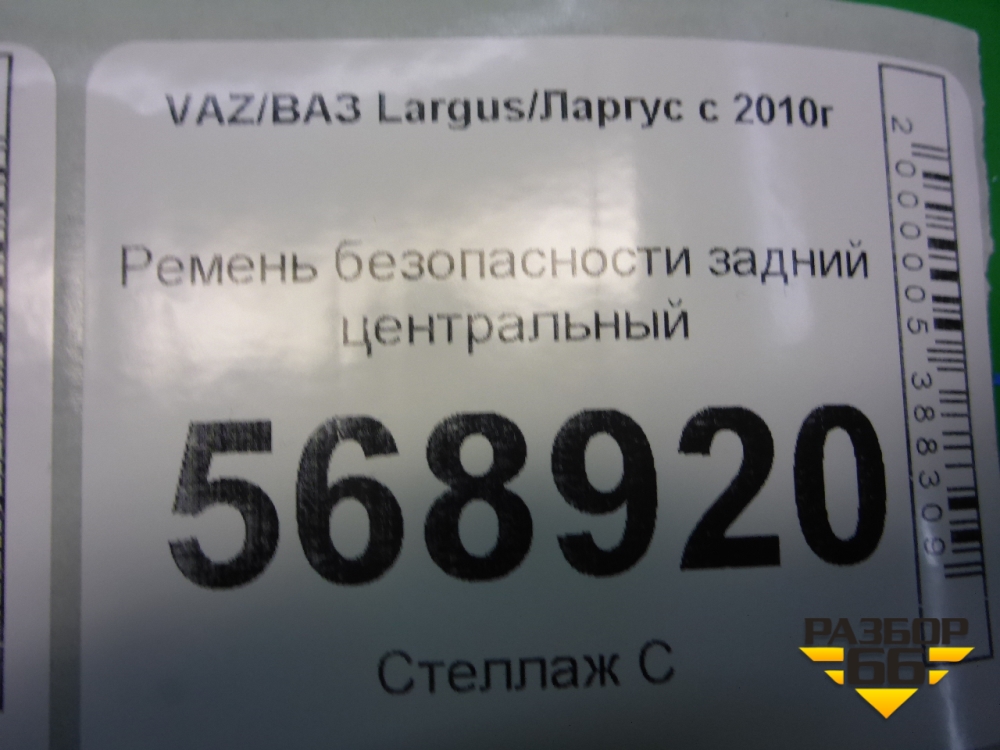 VAZ/ВАЗ Largus/Ларгус с 2010г
Ремень безопасности задний
центральный
568920
Стеллаж С
2000005388309
РАЗБОР
66